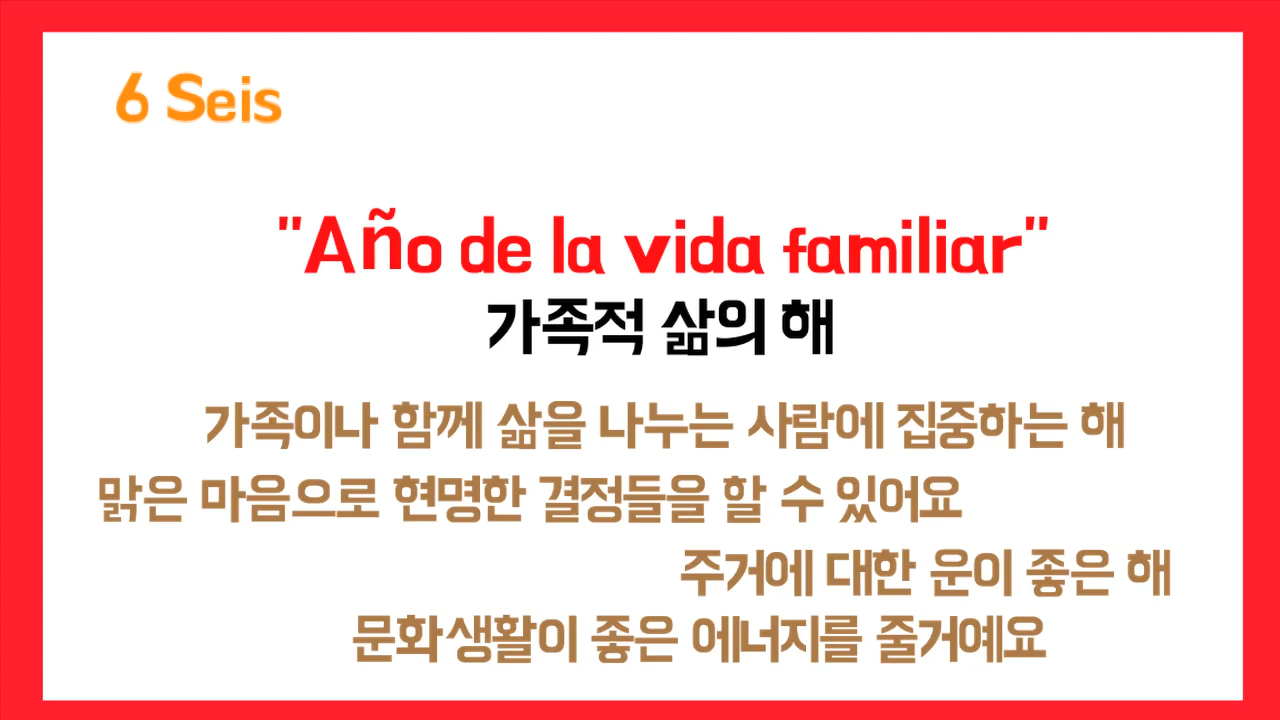 6 Seis
"Año de la vida familiar"
가족적 삶의 해
가족이나 함께 삶을 나누는 사람에 집중하는 해
맑은 마음으로 현명한 결정들을 할 수 있어요
주거에 대한 운이 좋은 해
문화생활이 좋은 에너지를 줄거예요